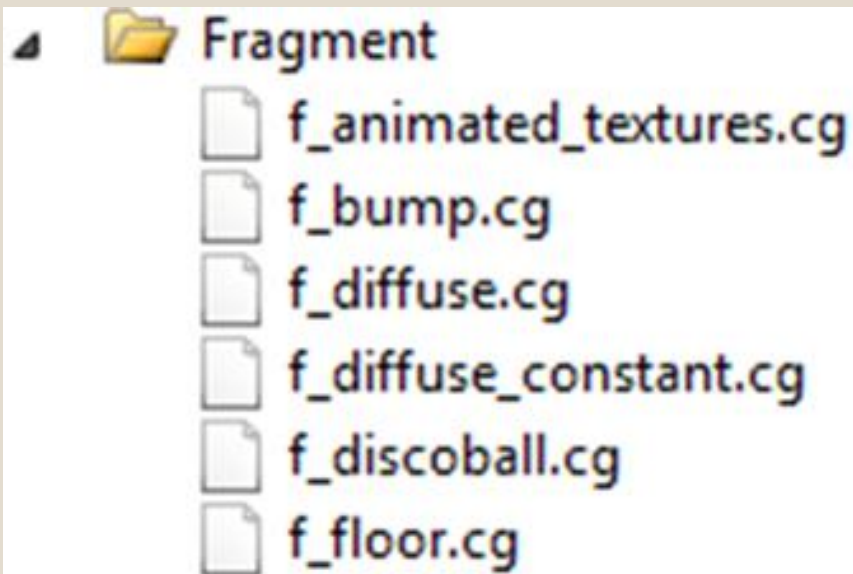 Fragment
f_animated_textures.cg
f_bump.cg
f_diffuse.cg
f_diffuse_constant.cg
f_discoball.cg
f_floor.cg